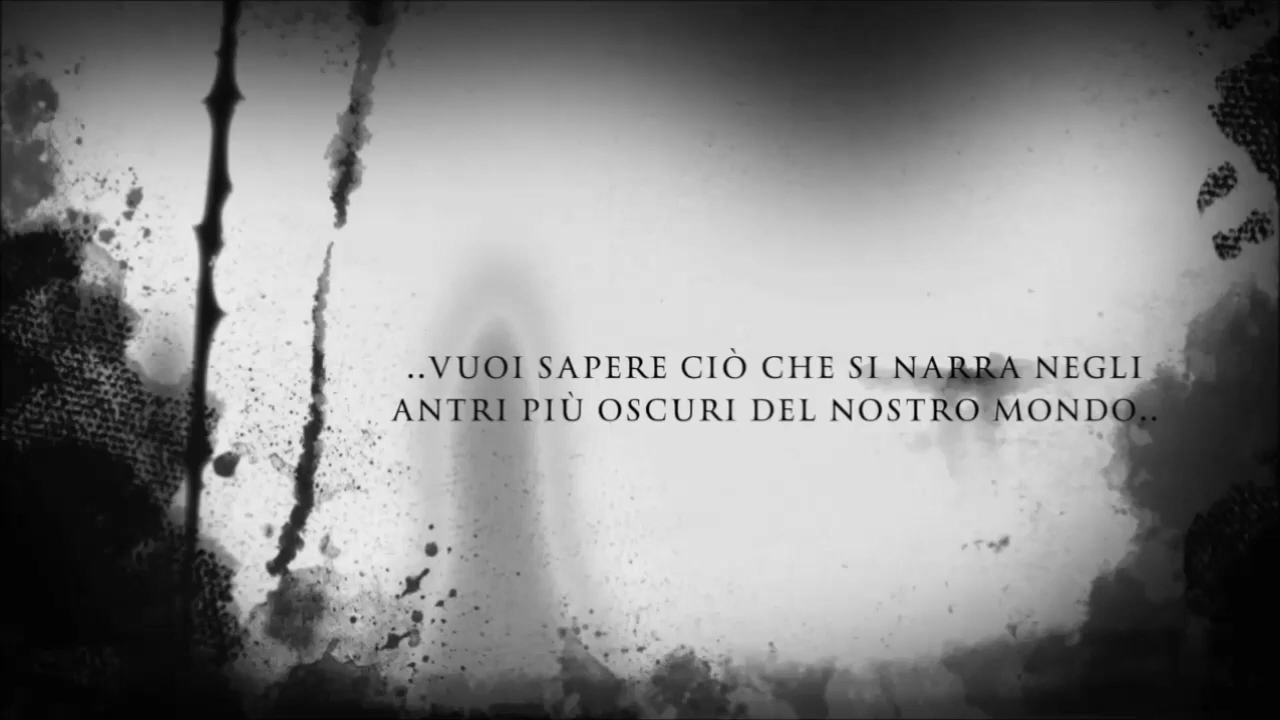 ..VUOI SAPERE CIÒ CHE SI NARRA NEGLI
ANTRI PIÙ OSCURI DEL NOSTRO MONDO..